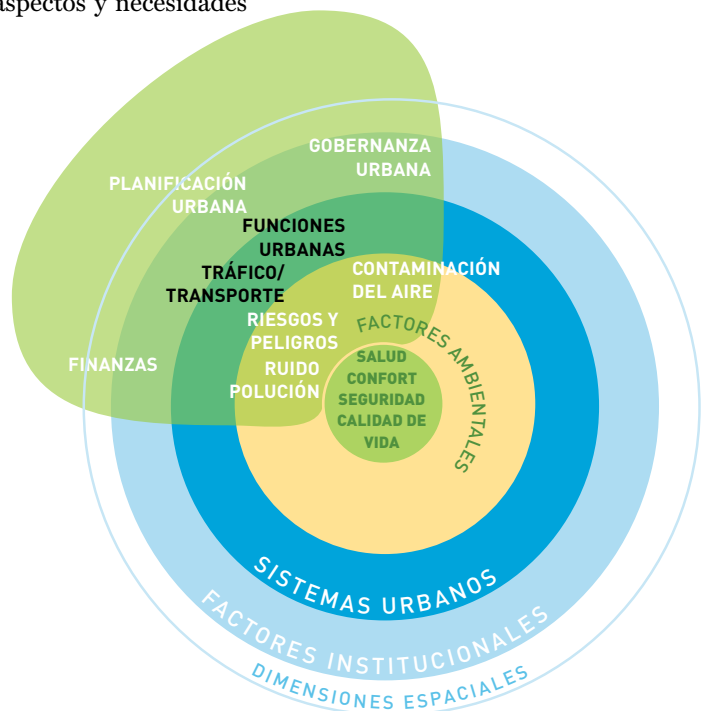 aspectos y necesidades
GOBERNANZA
URBANA
PLANIFICACIÓN
URBANA
FUNCIONES
URBANAS
TRÁFICO/
TRANSPORTE
CONTAMINACIÓN
DEL AIRE
RIESGOS Y
PELIGROS
FINANZAS
RUIDO
POLUCIÓN
FACTORES AMBIENTALES
SALUD
CONFORT
SEGURIDAD
CALIDAD DE
VIDA
SISTEMAS URBANOS
FACTORES INSTITUCIONALES
DIMENSIONES ESPACIALES